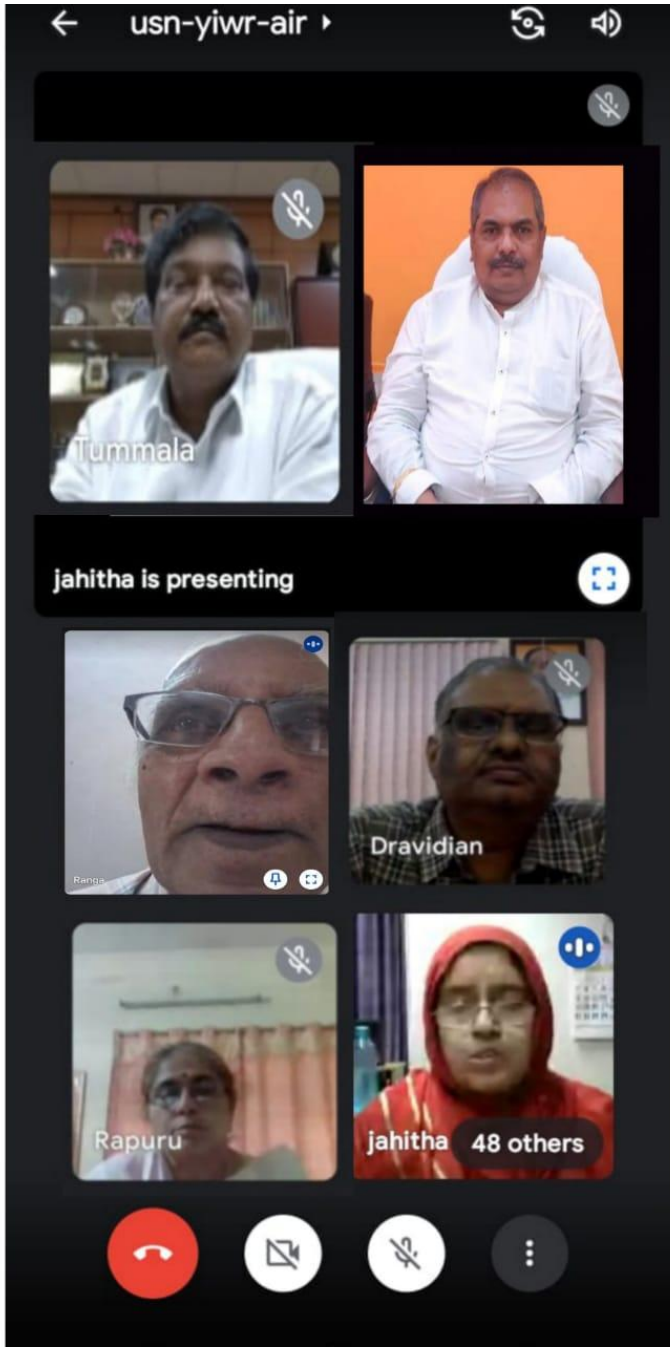 usn-yiwr-air
Tummala
jahitha is presenting
Ranga
Dravidian
Rapuru
jahitha
48 others